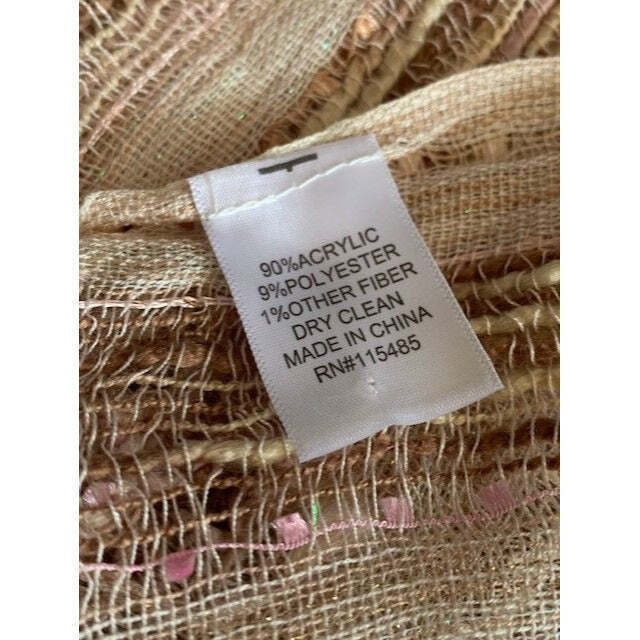 90%ACRYLIC
9%POLYESTER
1%OTHER FIBER
DRY CLEAN
MADE IN CHINA
RN#115485